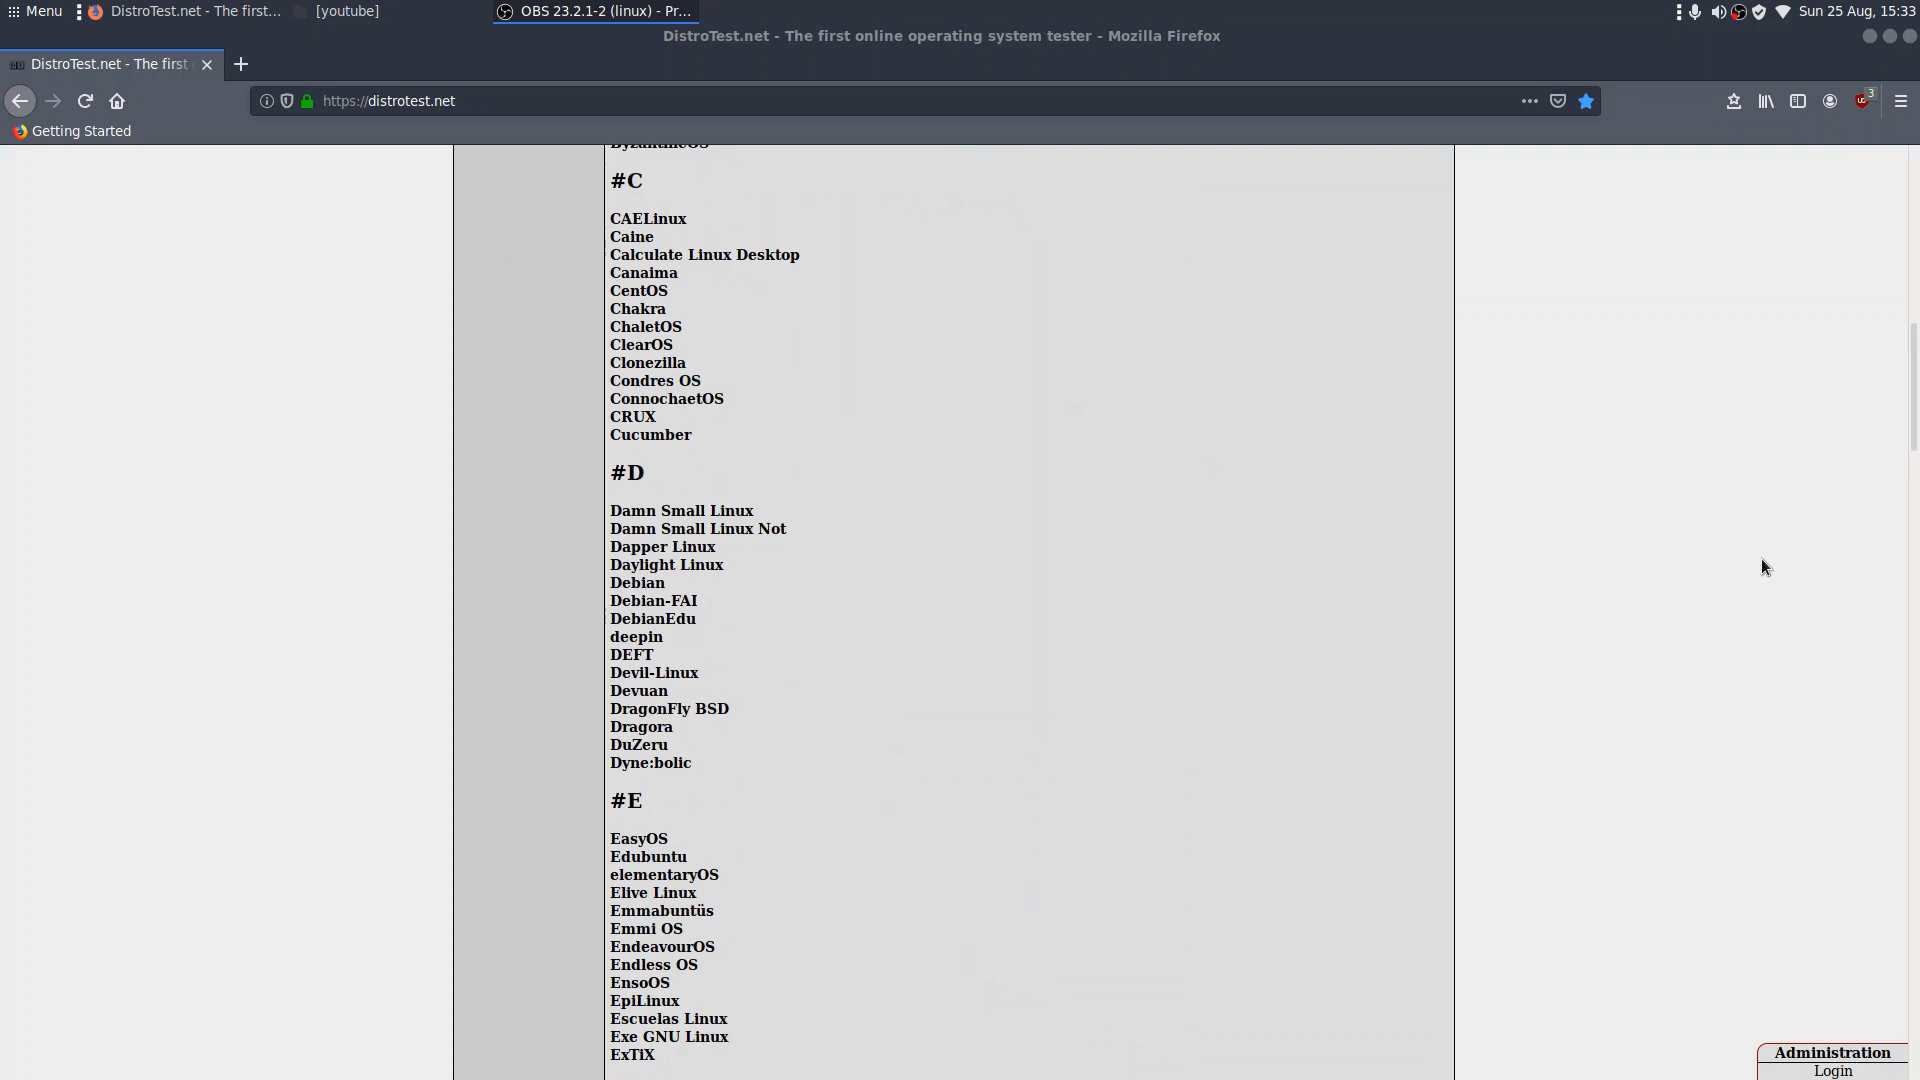 Menu
DistroTest.net - The first...
[youtube]
OBS 23.2.1-2 (linux) - Pr...
Sun 25 Aug, 15:33
DistroTest.net - The first online operating system tester - Mozilla Firefox
DistroTest.net - The first
https://distrotest.net
3
Getting Started
ByzantineOS
#C
CAELinux
Caine
Calculate Linux Desktop
Canaima
CentOS
Chakra
ChaletOS
ClearOS
Clonezilla
Condres OS
ConnochaetOS
CRUX
Cucumber
#D
Damn Small Linux
Damn Small Linux Not
Dapper Linux
Daylight Linux
Debian
Debian-FAI
DebianEdu
deepin
DEFT
Devil-Linux
Devuan
DragonFly BSD
Dragora
DuZeru
Dyne:bolic
#E
EasyOS
Edubuntu
elementaryOS
Elive Linux
Emmabuntüs
Emmi OS
EndeavourOS
Endless OS
EnsoOS
EpiLinux
Escuelas Linux
Exe GNU Linux
ExTiX
Administration
Login